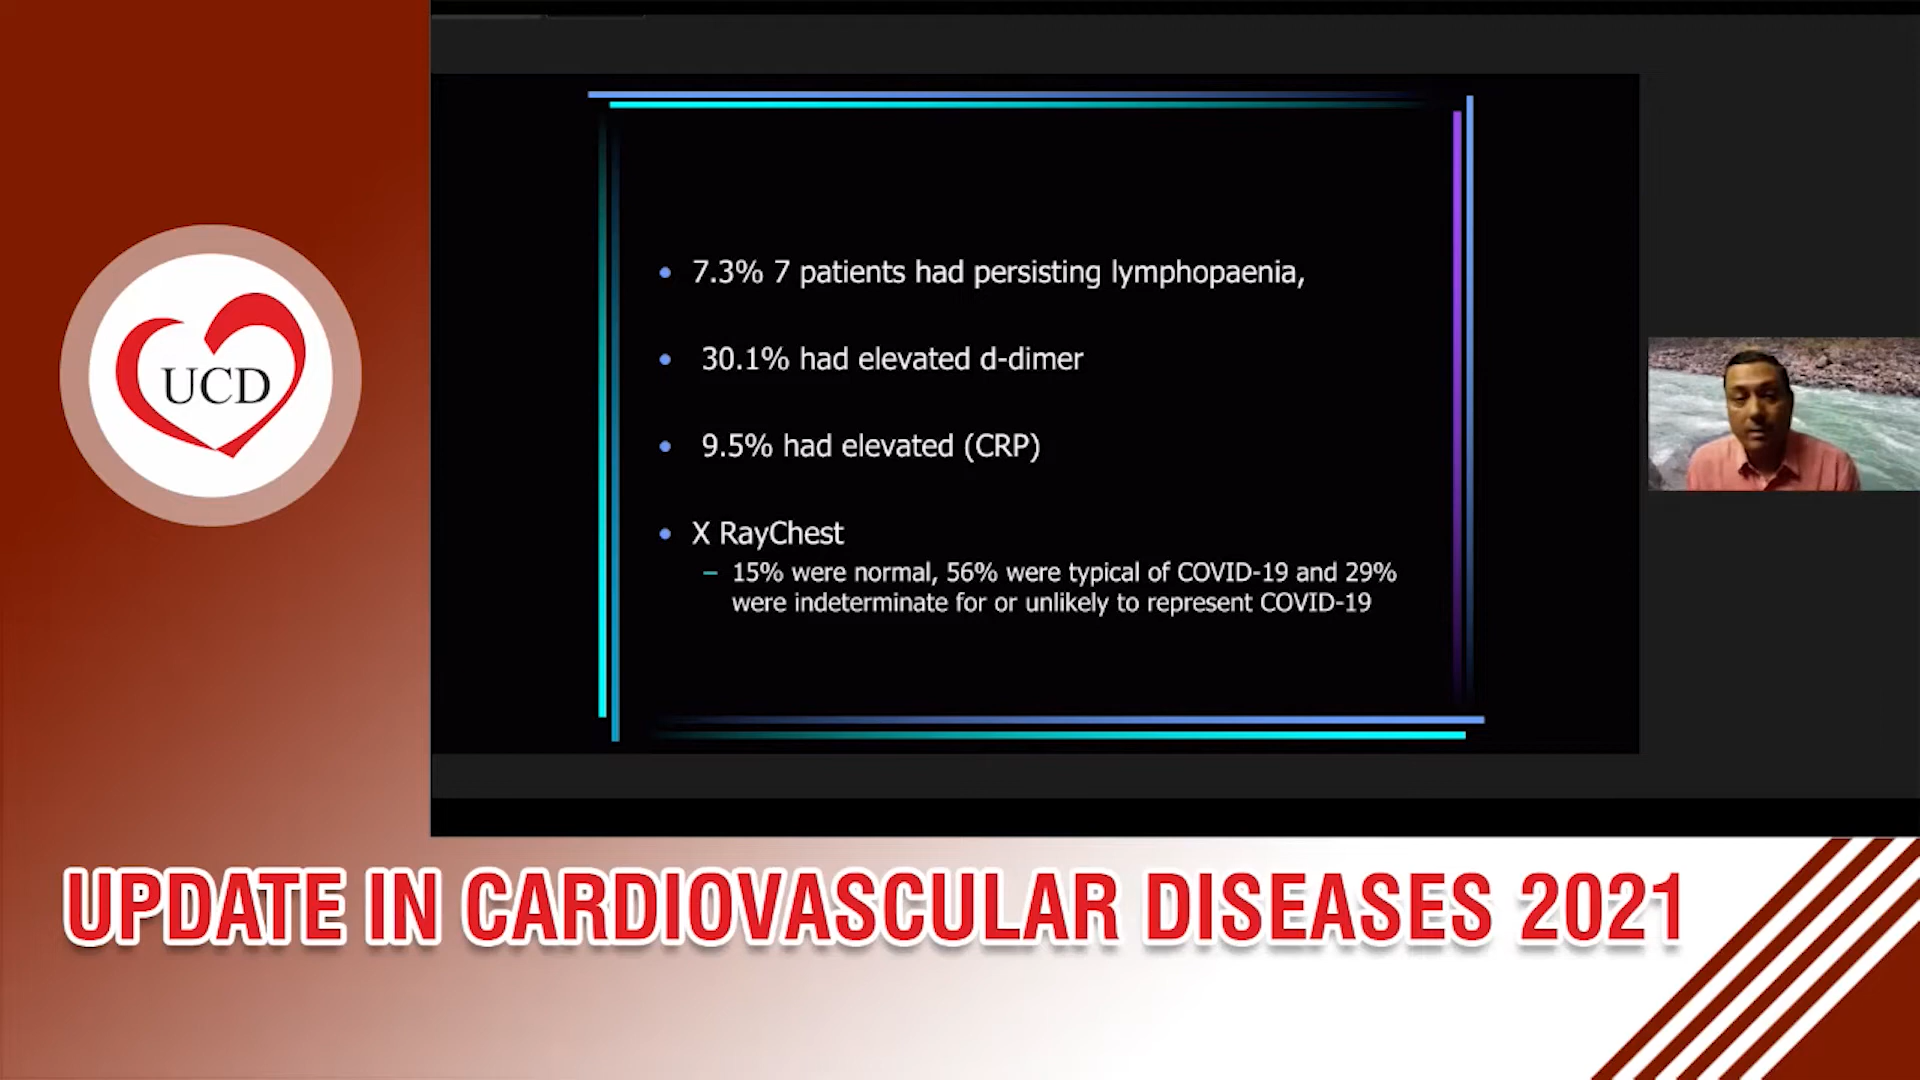 UCD
7.3% 7 patients had persisting lymphopaenia,
30.1% had elevated d-dimer
9.5% had elevated (CRP)
X RayChest
– 15% were normal, 56% were typical of COVID-19 and 29%
were indeterminate for or unlikely to represent COVID-19
UPDATE IN CARDIOVASCULAR DISEASES 2021